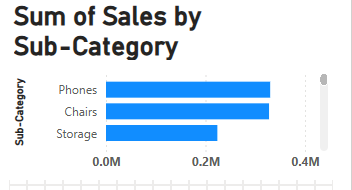 Sum of Sales by
Sub-Category
Sub-Category
Phones
Chairs
Storage
0.0M 0.2M 0.4M